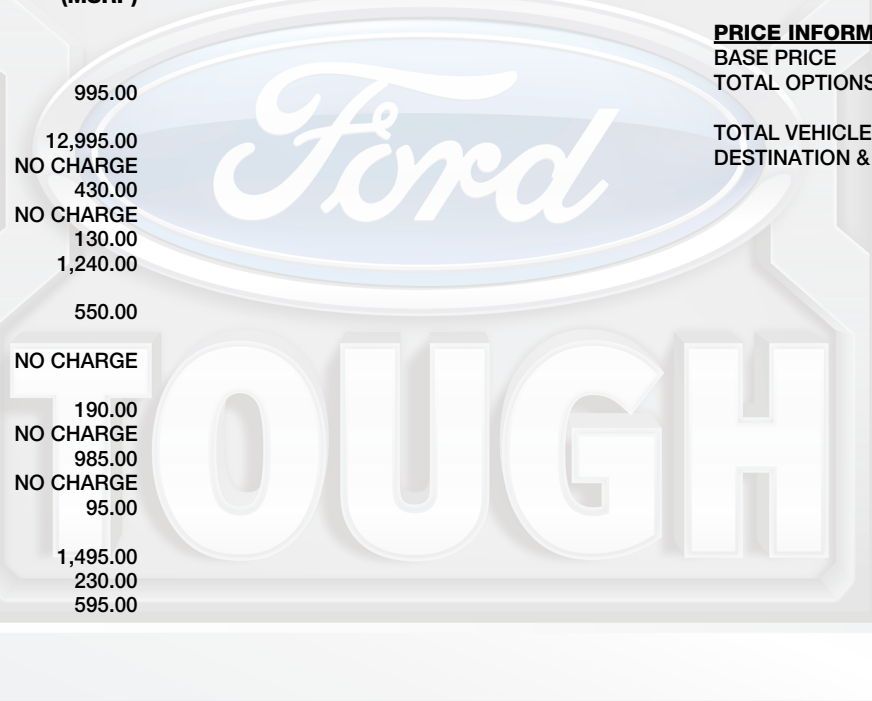 (MSRP)
995.00
12,995.00
NO CHARGE
430.00
NO CHARGE
130.00
1,240.00
550.00
NO CHARGE
190.00
NO CHARGE
985.00
NO CHARGE
95.00
1,495.00
230.00
595.00
PRICE INFORM
BASE PRICE
TOTAL OPTIONS
TOTAL VEHICLE
DESTINATION &
Ford
TOUGH